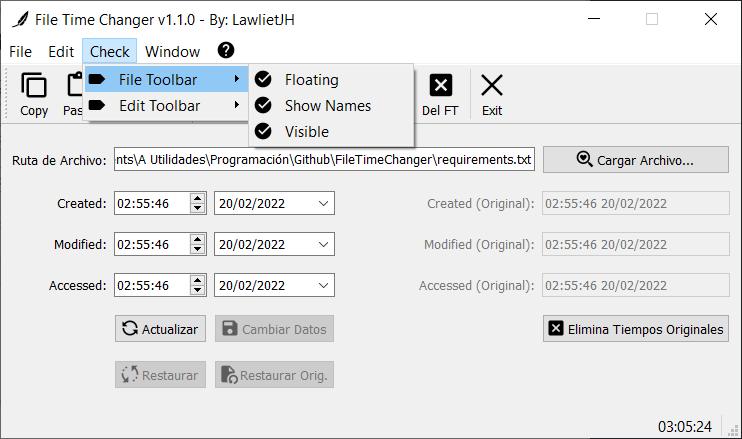 File Time Changer v1.1.0 - By: LawlietJH
File Edit Check Window
File Toolbar
Edit Toolbar
Floating
Show Names
Visible
Copy Del FT Exit
Ruta de Archivo: \A Utilidades\Programación\Github\FileTimeChanger\requirements.txt Cargar Archivo...
Created: 02:55:46 20/02/2022 Created (Original): 02:55:46 20/02/2022
Modified: 02:55:46 20/02/2022 Modified (Original): 02:55:46 20/02/2022
Accessed: 02:55:46 20/02/2022 Accessed (Original): 02:55:46 20/02/2022
Actualizar Cambiar Datos Elimina Tiempos Originales
Restaurar Restaurar Orig.
03:05:24